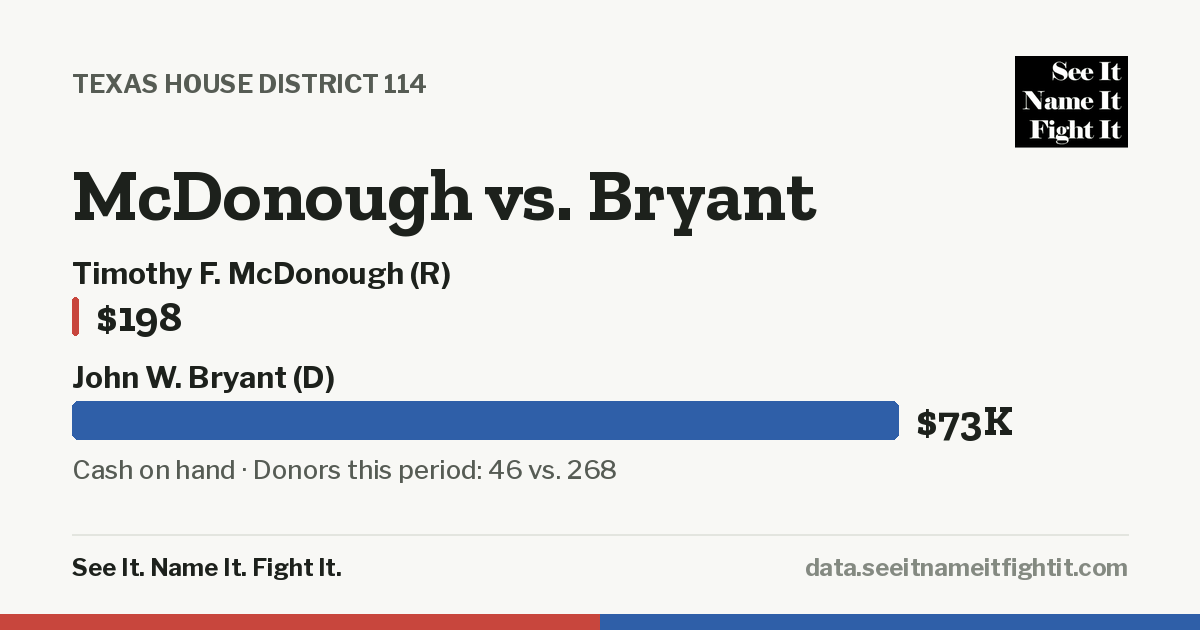 TEXAS HOUSE DISTRICT 114
See It
Name It
Fight It
McDonough vs. Bryant
Timothy F. McDonough (R)
$198
John W. Bryant (D)
$73K
Cash on hand · Donors this period: 46 vs. 268
See It. Name It. Fight It.
data.seeitnameitfightit.com